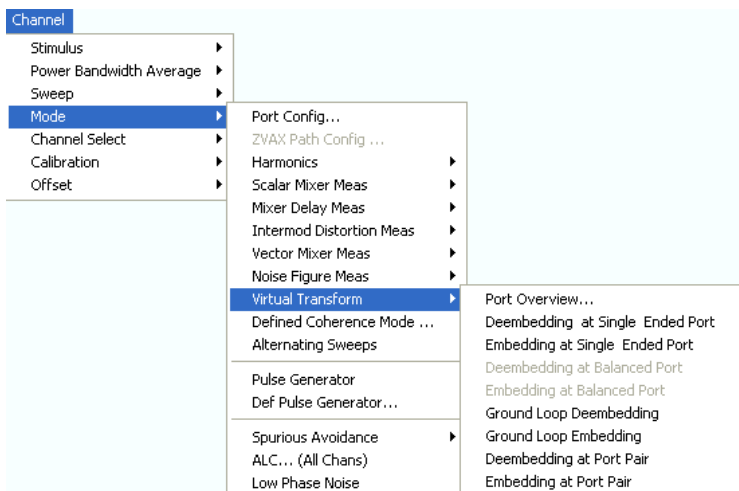 Channel
Stimulus
Power Bandwidth Average
Sweep
Mode
Channel Select
Calibration
Offset
Port Config...
ZVAX Path Config ...
Harmonics
Scalar Mixer Meas
Mixer Delay Meas
Intermod Distortion Meas
Vector Mixer Meas
Noise Figure Meas
Virtual Transform
Defined Coherence Mode ...
Alternating Sweeps
Pulse Generator
Def Pulse Generator...
Spurious Avoidance
ALC... (All Chans)
Low Phase Noise
Port Overview...
Deembedding at Single Ended Port
Embedding at Single Ended Port
Deembedding at Balanced Port
Embedding at Balanced Port
Ground Loop Deembedding
Ground Loop Embedding
Deembedding at Port Pair
Embedding at Port Pair